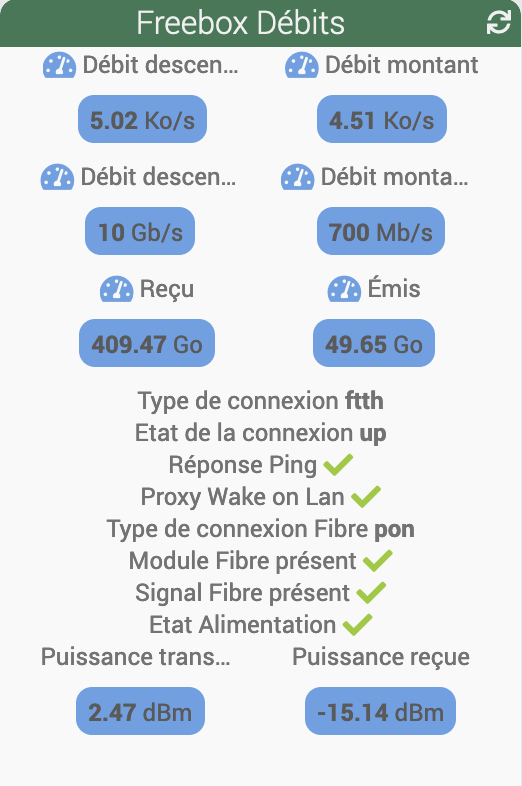 Freebox Débits
Débit descen... Débit montant
5.02 Ko/s 4.51 Ko/s
Débit descen... Débit monta...
10 Gb/s 700 Mb/s
Reçu Émis
409.47 Go 49.65 Go
Type de connexion ftth
Etat de la connexion up
Réponse Ping
Proxy Wake on Lan
Type de connexion Fibre pon
Module Fibre présent
Signal Fibre présent
Etat Alimentation
Puissance trans... Puissance reçue
2.47 dBm -15.14 dBm